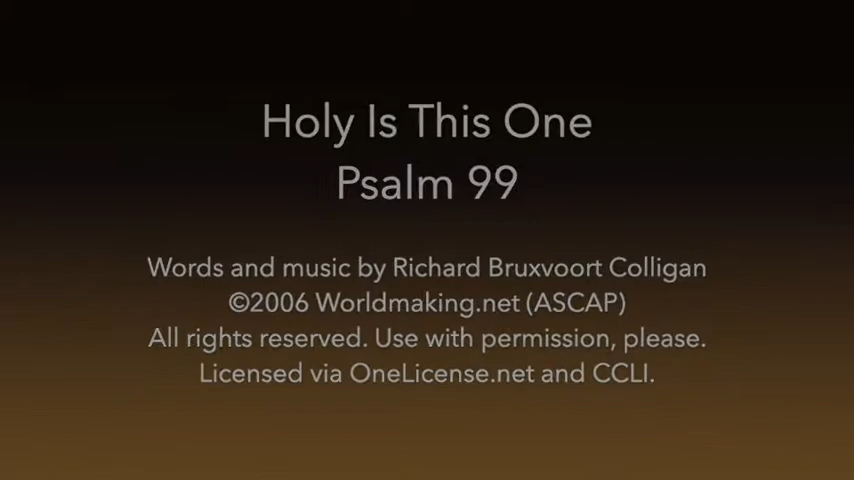 Holy Is This One
Psalm 99
Words and music by Richard Bruxvoort Colligan
©2006 Worldmaking.net (ASCAP)
All rights reserved. Use with permission, please.
Licensed via OneLicense.net and CCLI.